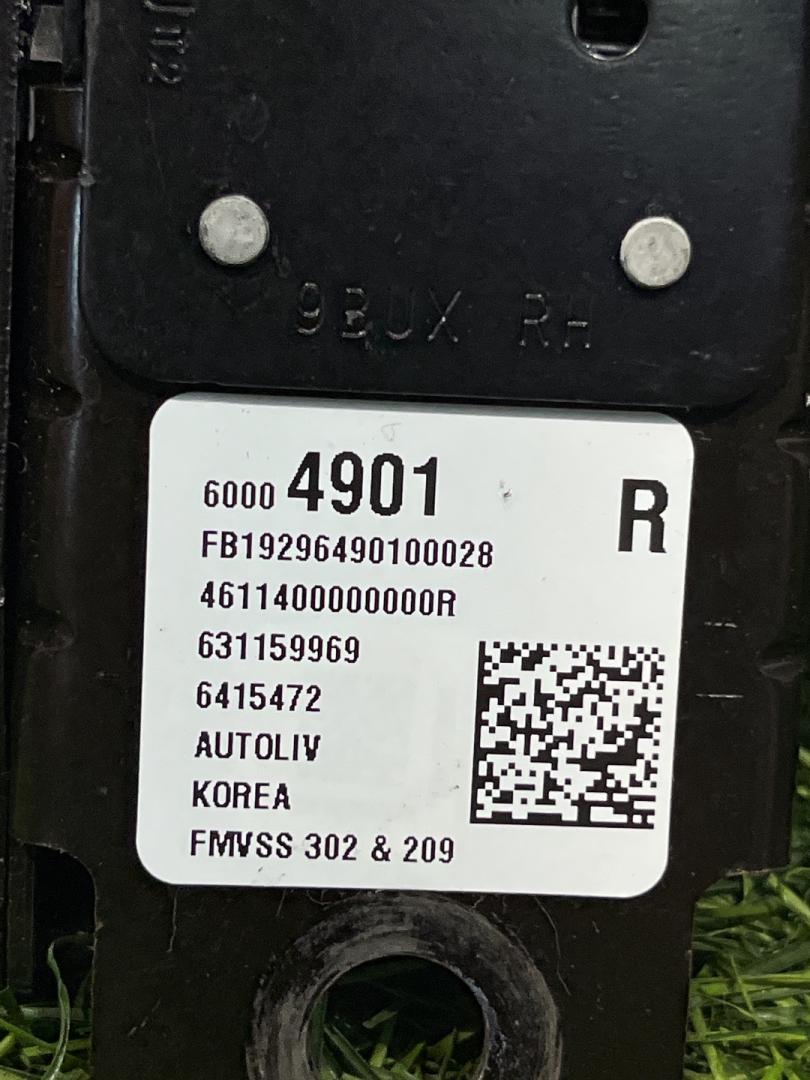 9BUX RH
6000 4901
R
FB19296490100028
4611400000000R
631159969
6415472
AUTOLIV
KOREA
FMVSS 302 & 209